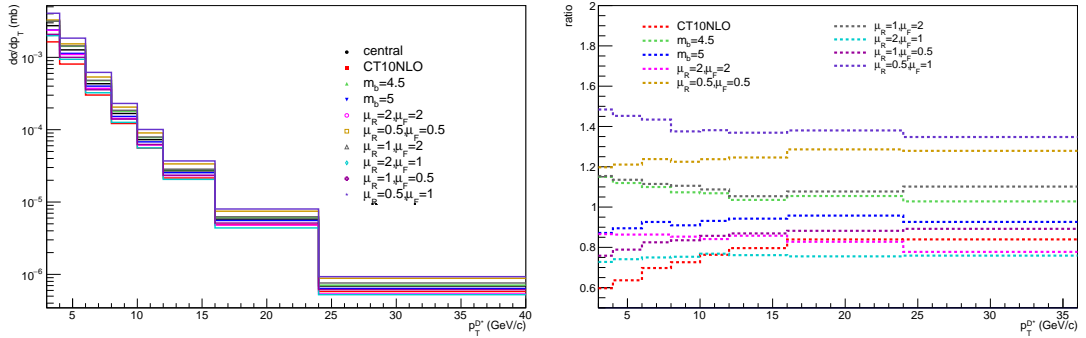 dσ/dp_T (mb)
10^−3
10^−4
10^−5
10^−6
central
CT10NLO
m_b=4.5
m_b=5
μ_R=2,μ_F=2
μ_R=0.5,μ_F=0.5
μ_R=1,μ_F=2
μ_R=2,μ_F=1
μ_R=1,μ_F=0.5
μ_R=0.5,μ_F=1
5 10 15 20 25 30 35 40
p_T^{D^+} (GeV/c)
ratio
2
1.8
1.6
1.4
1.2
1
0.8
0.6
CT10NLO
m_b=4.5
m_b=5
μ_R=2,μ_F=2
μ_R=0.5,μ_F=0.5
μ_R=1,μ_F=2
μ_R=2,μ_F=1
μ_R=1,μ_F=0.5
μ_R=0.5,μ_F=1
5 10 15 20 25 30 35
(GeV/c)